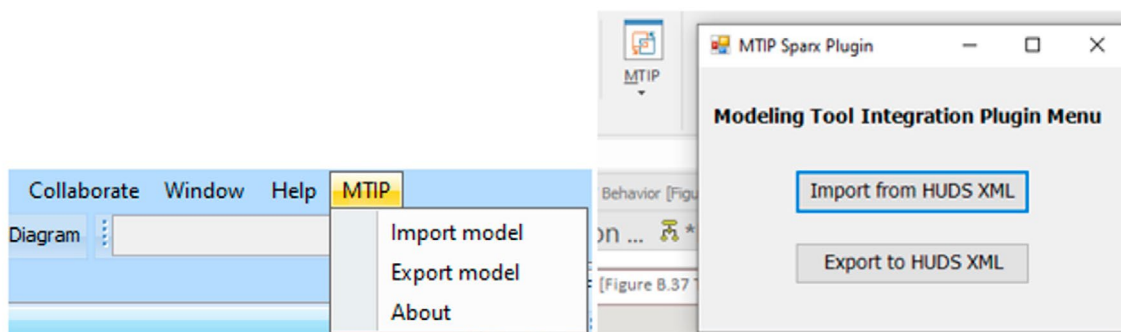 Collaborate Window Help MTIP
Diagram
Import model
Export model
About
MTIP
MTIP Sparx Plugin
Modeling Tool Integration Plugin Menu
Import from HUDS XML
Export to HUDS XML
Behavior [Figu
on ... *
[Figure B.37